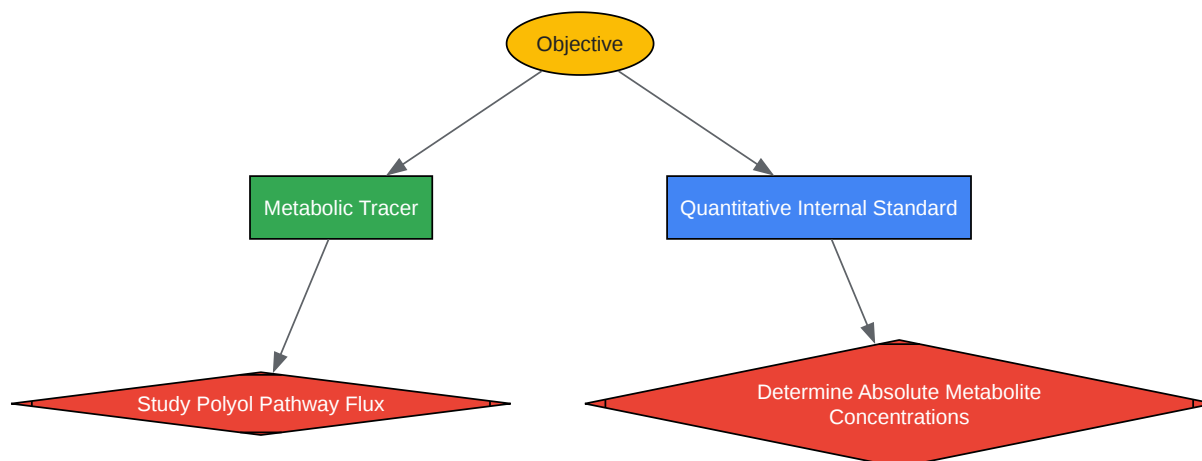 Objective
Metabolic Tracer
Quantitative Internal Standard
Study Polyol Pathway Flux
Determine Absolute Metabolite
Concentrations